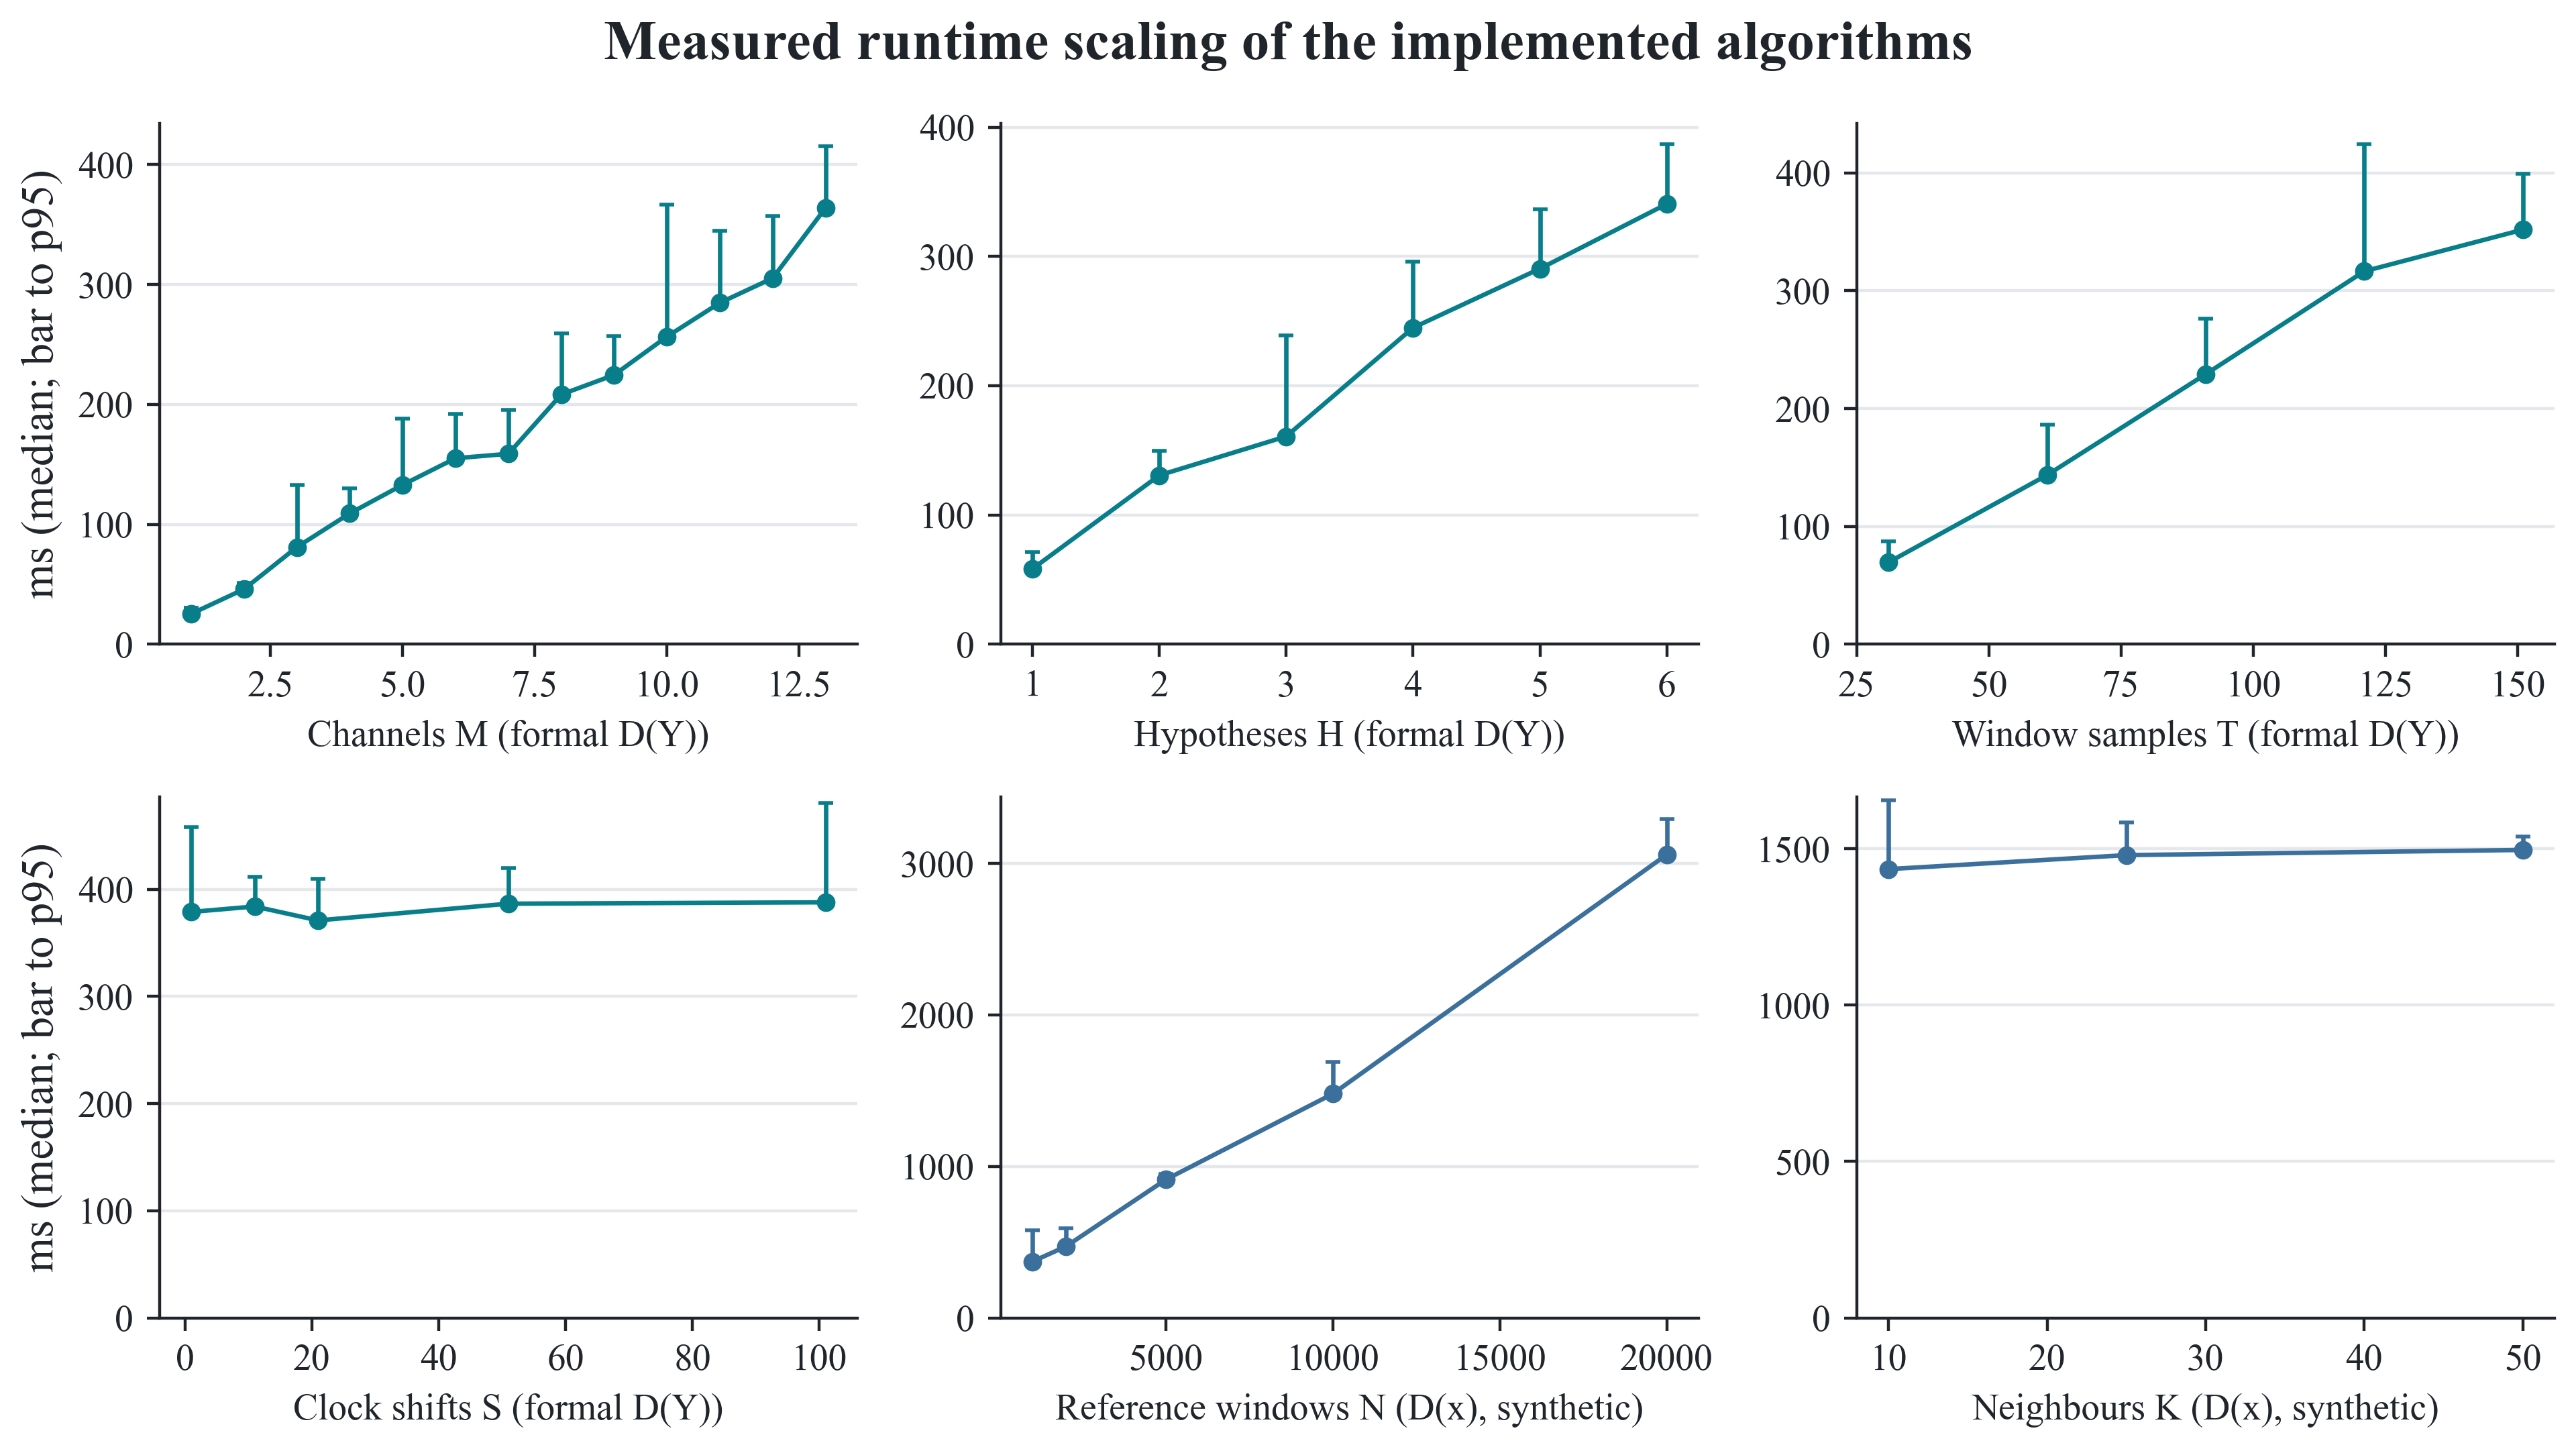 Measured runtime scaling of the implemented algorithms
ms (median; bar to p95)
400
300
200
100
0
2.5 5.0 7.5 10.0 12.5
Channels M (formal D(Y))
400
300
200
100
0
1 2 3 4 5 6
Hypotheses H (formal D(Y))
400
300
200
100
0
25 50 75 100 125 150
Window samples T (formal D(Y))
ms (median; bar to p95)
400
300
200
100
0
0 20 40 60 80 100
Clock shifts S (formal D(Y))
3000
2000
1000
0
5000 10000 15000 20000
Reference windows N (D(x), synthetic)
1500
1000
500
0
10 20 30 40 50
Neighbours K (D(x), synthetic)